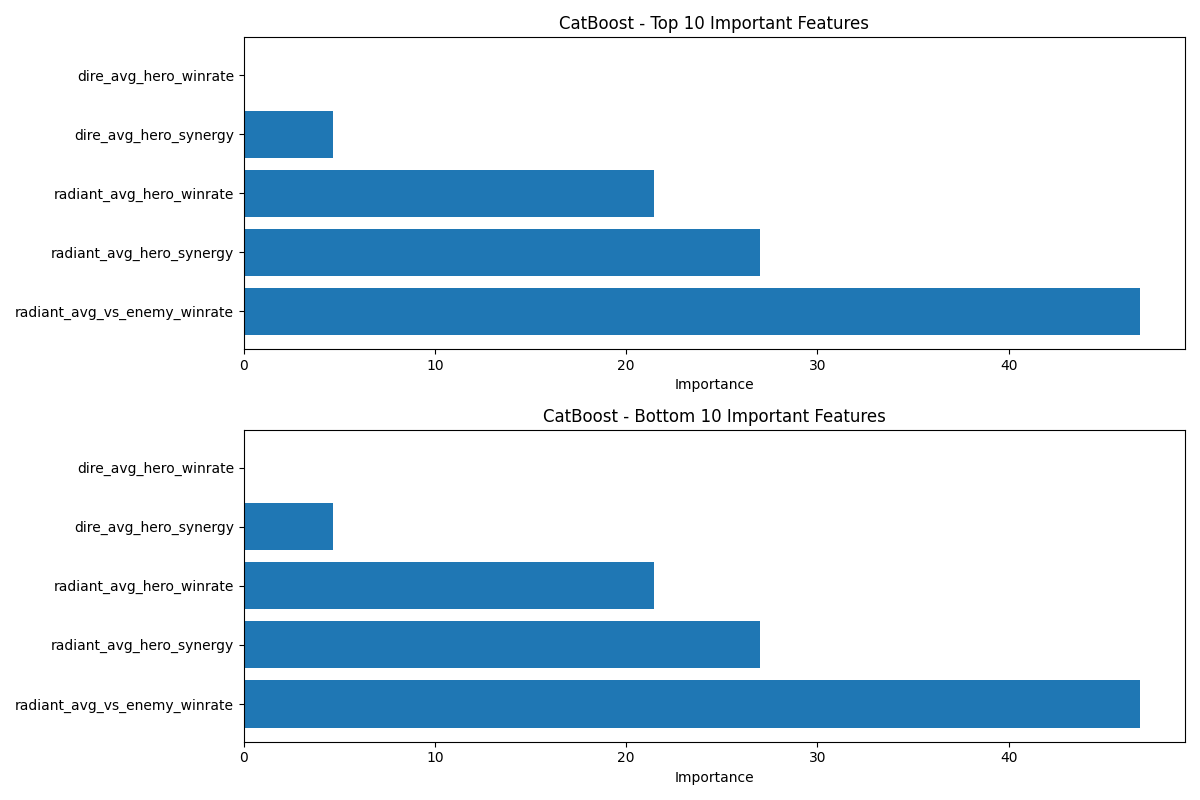 CatBoost - Top 10 Important Features
dire_avg_hero_winrate
dire_avg_hero_synergy
radiant_avg_hero_winrate
radiant_avg_hero_synergy
radiant_avg_vs_enemy_winrate
0 10 20 30 40
Importance
CatBoost - Bottom 10 Important Features
dire_avg_hero_winrate
dire_avg_hero_synergy
radiant_avg_hero_winrate
radiant_avg_hero_synergy
radiant_avg_vs_enemy_winrate
0 10 20 30 40
Importance